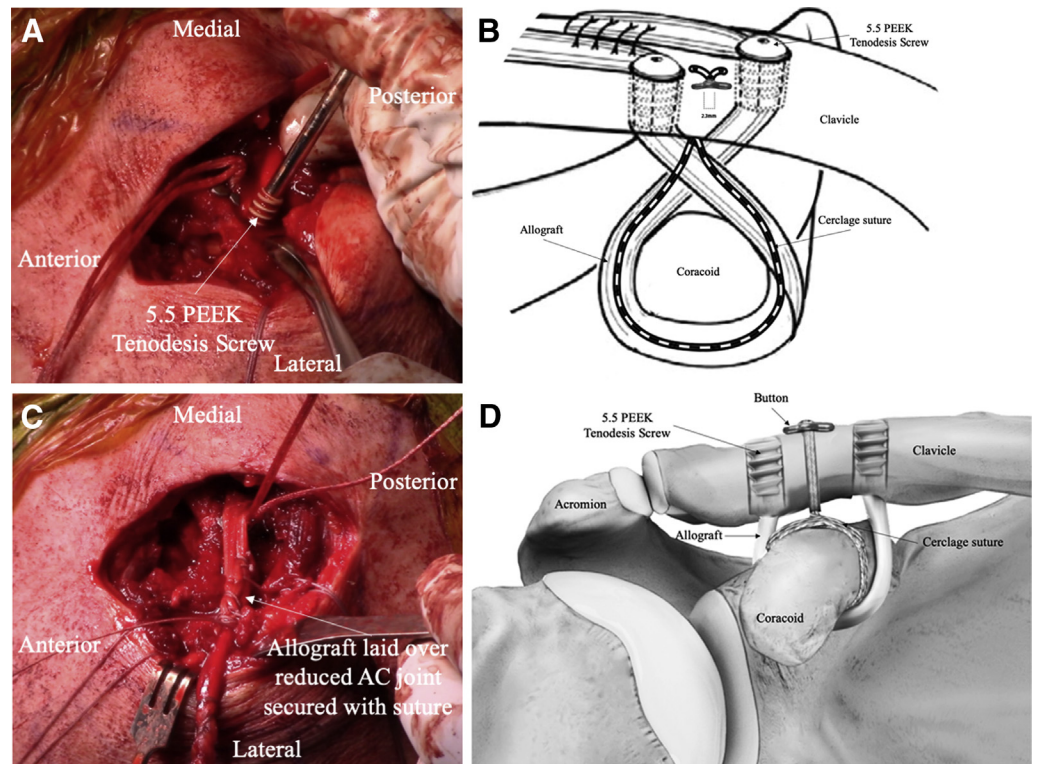 A
Medial
Posterior
Anterior
5.5 PEEK
Tenodesis Screw
Lateral
B
5.5 PEEK
Tenodesis Screw
2.3mm
Clavicle
Allograft
Cerclage suture
Coracoid
C
Medial
Posterior
Anterior
Allograft laid over
reduced AC joint
secured with suture
Lateral
D
Button
5.5 PEEK
Tenodesis Screw
Clavicle
Acromion
Allograft
Cerclage suture
Coracoid